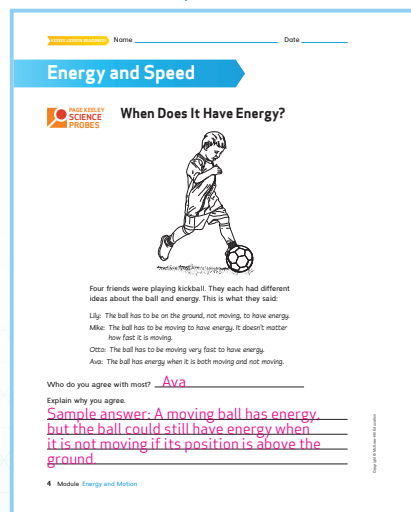 Name
Date
Energy and Speed
PAGE KEELEY
SCIENCE
PROBES
When Does It Have Energy?
Four friends were playing kickball. They each had different
ideas about the ball and energy. This is what they said:
Lily: The ball has to be on the ground, not moving, to have energy.
Mike: The ball has to be moving to have energy. It doesn't matter
how fast it is moving.
Otto: The ball has to be moving very fast to have energy.
Ava: The ball has energy when it is both moving and not moving.
Who do you agree with most? Ava
Explain why you agree.
Sample answer: A moving ball has energy,
but the ball could still have energy when
it is not moving if its position is above the
ground.
4 Module Energy and Motion
Copyright © McGraw-Hill Education